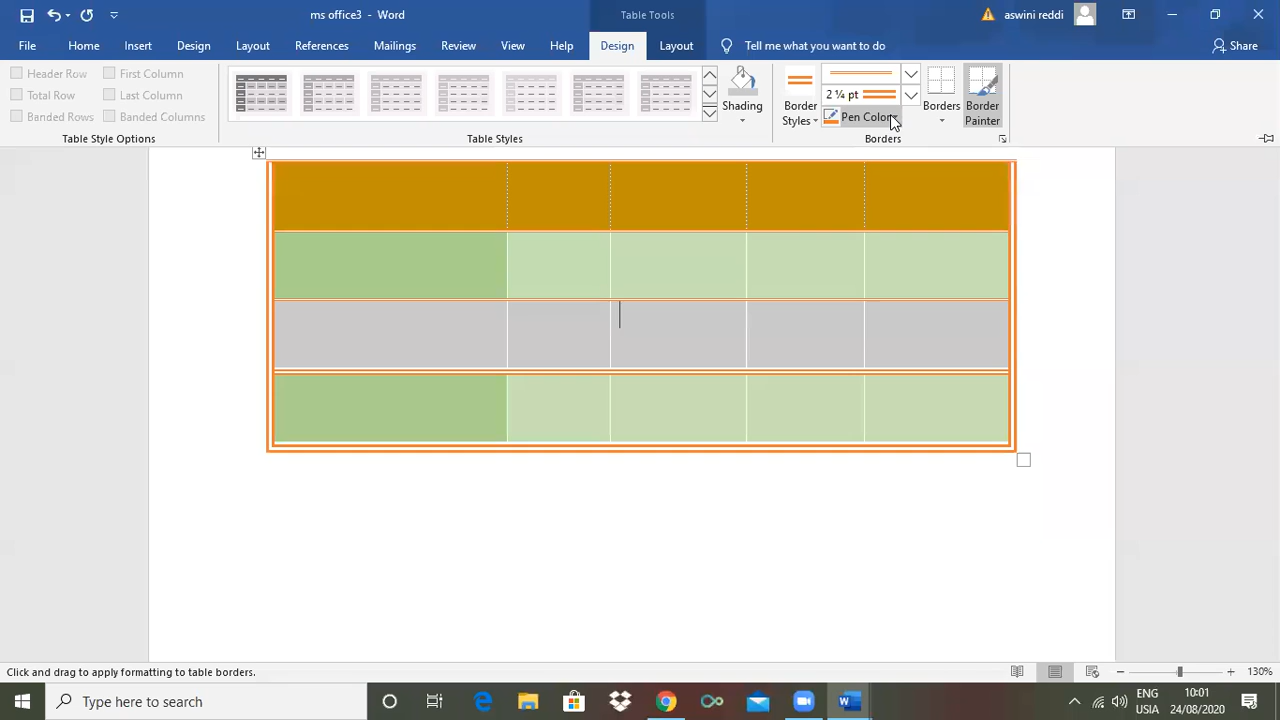 ms office3 - Word
Table Tools
aswini reddi
File
Home
Insert
Design
Layout
References
Mailings
Review
View
Help
Design
Layout
Tell me what you want to do
Share
Header Row
First Column
Total Row
Last Column
Banded Rows
Banded Columns
Table Style Options
Table Styles
Shading
Border
Styles
2 ¼ pt
Pen Color
Borders
Border
Painter
Borders
Click and drag to apply formatting to table borders.
130%
Type here to search
ENG
USIA
10:01
24/08/2020